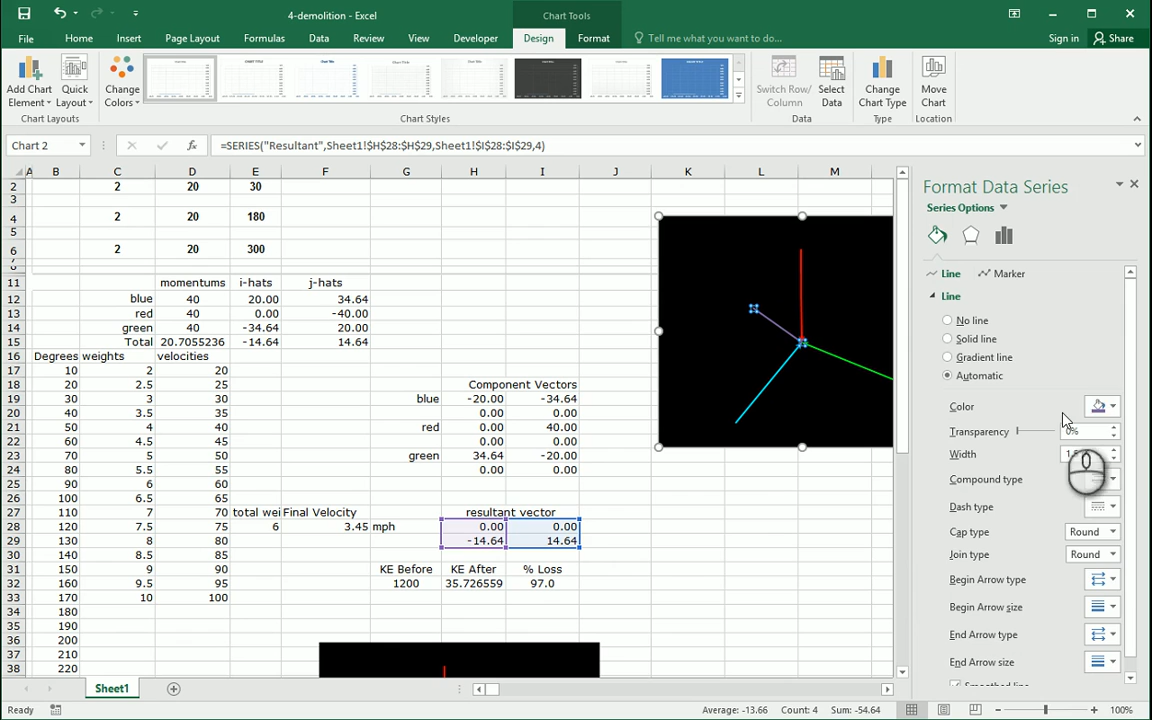 4-demolition - Excel
Chart Tools
File Home Insert Page Layout Formulas Data Review View Developer Design Format Tell me what you want to do... Sign in Share
Add Chart Element Quick Layout Change Colors Switch Row/ Column Select Data Change Chart Type Move Chart
Chart Layouts Chart Styles Data Type Location
Chart 2 fx =SERIES("Resultant",Sheet1!$H$28:$H$29,Sheet1!$I$28:$I$29,4)
A B C D E F G H I J K L M
2 2 20 30
3
4 2 20 180
5
6 2 20 300
7
11 momentums i-hats j-hats
12 blue 40 20.00 34.64
13 red 40 0.00 -40.00
14 green 40 -34.64 20.00
15 Total 20.7055236 -14.64 14.64
16 Degrees weights velocities
17 10 2 20
18 20 2.5 25 Component Vectors
19 30 3 30 blue -20.00 -34.64
20 40 3.5 35 0.00 0.00
21 50 4 40 red 0.00 40.00
22 60 4.5 45 0.00 0.00
23 70 5 50 green 34.64 -20.00
24 80 5.5 55 0.00 0.00
25 90 6 60
26 100 6.5 65
27 110 7 70 total wei Final Velocity resultant vector
28 120 7.5 75 6 3.45 mph 0.00 0.00
29 130 8 80 -14.64 14.64
30 140 8.5 85
31 150 9 90 KE Before KE After % Loss
32 160 9.5 95 1200 35.726559 97.0
33 170 10 100
34 180
35 190
36 200
37 210
38 220
Format Data Series
Series Options
Line Marker
Line
No line
Solid line
Gradient line
Automatic
Color
Transparency 0%
Width
Compound type
Dash type
Cap type Round
Join type Round
Begin Arrow type
Begin Arrow size
End Arrow type
End Arrow size
Smoothed line
Sheet1
Ready Average: -13.66 Count: 4 Sum: -54.64 100%